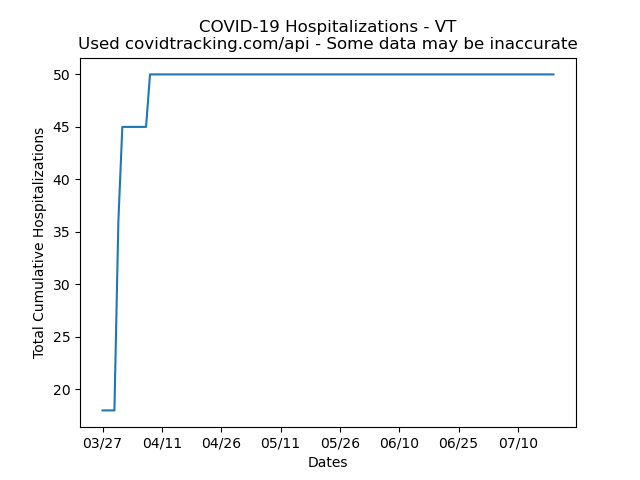 COVID-19 Hospitalizations - VT
Used covidtracking.com/api - Some data may be inaccurate
50
45
40
35
30
25
20
Total Cumulative Hospitalizations
03/27 04/11 04/26 05/11 05/26 06/10 06/25 07/10
Dates